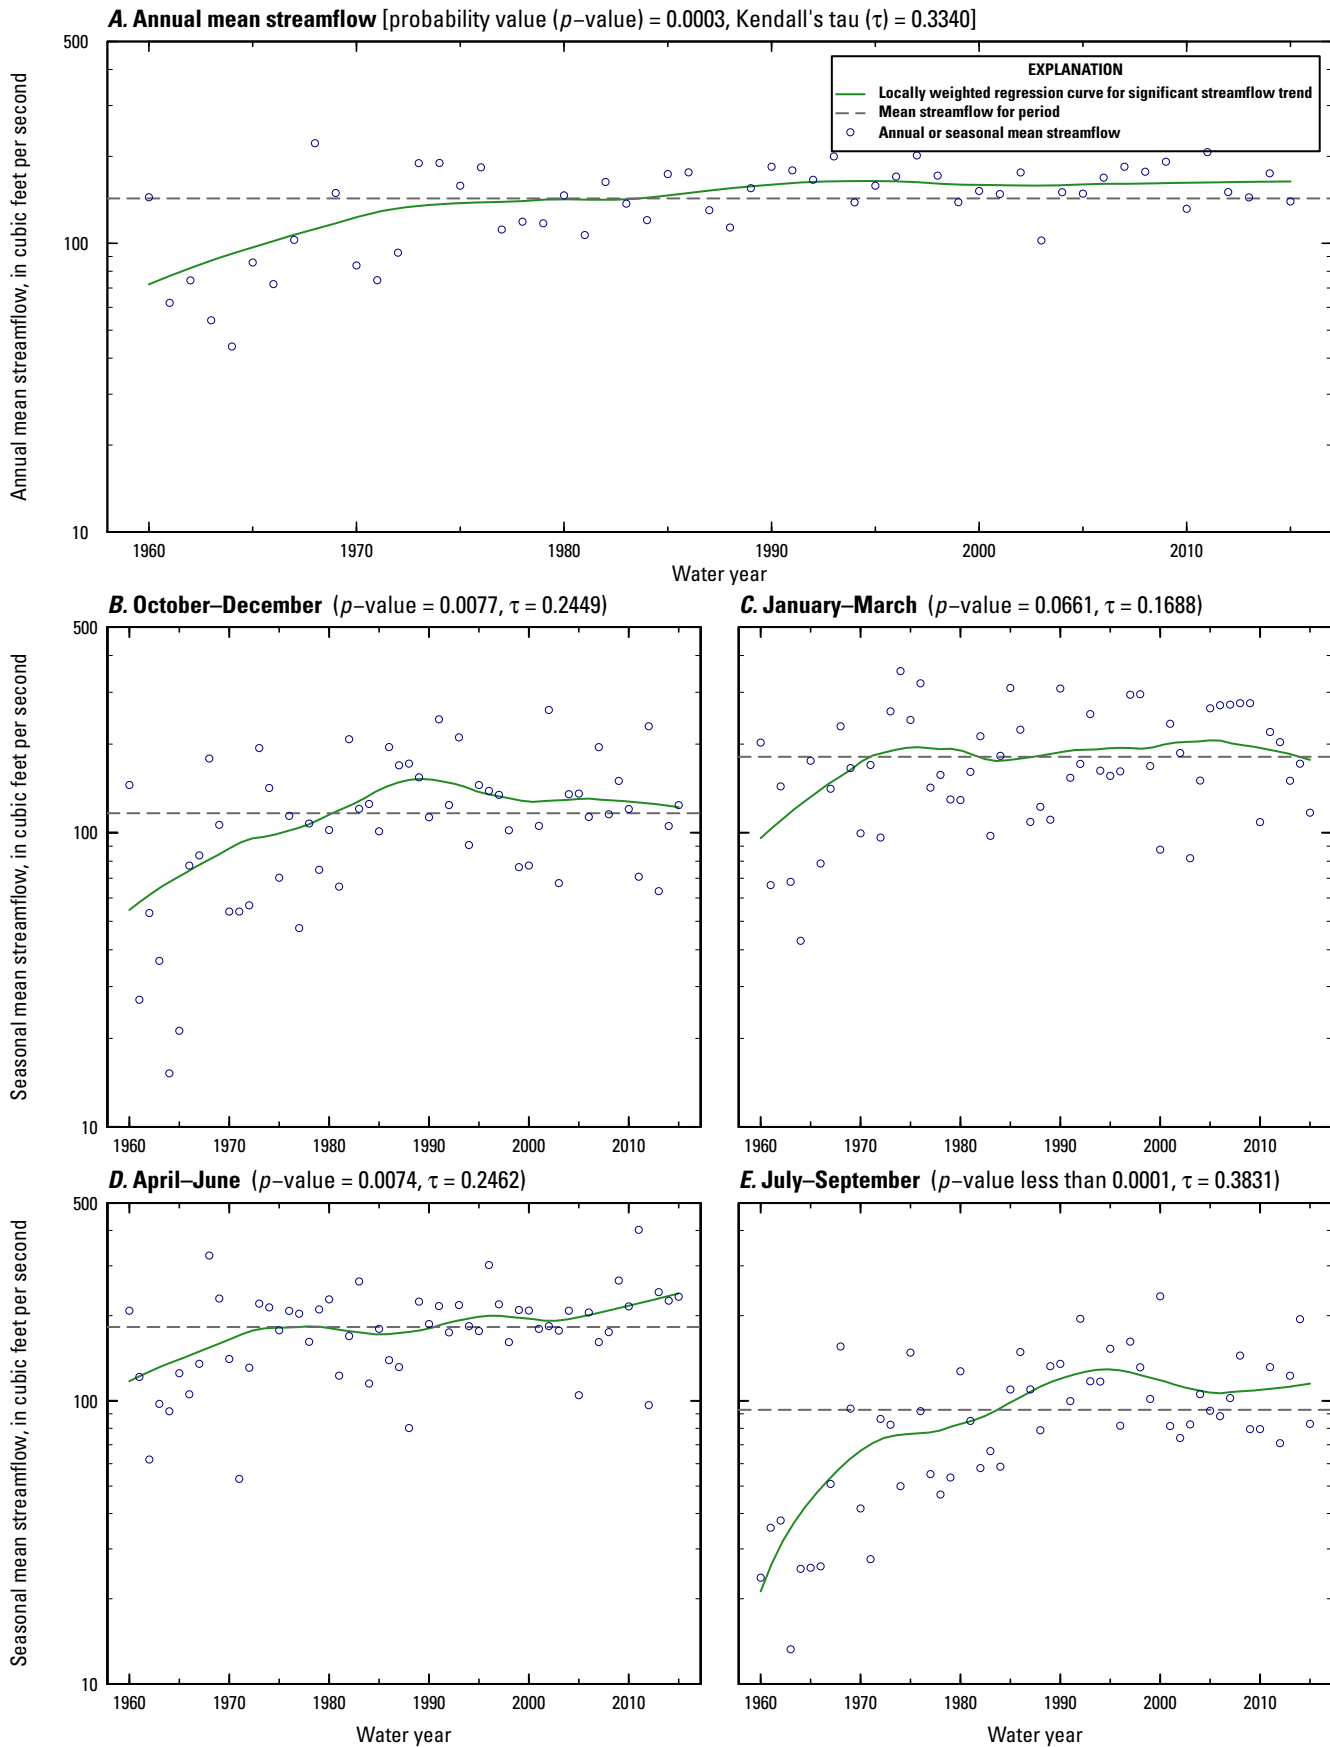 A. Annual mean streamflow [probability value (p−value) = 0.0003, Kendall's tau (τ) = 0.3340]
500
100
10
Annual mean streamflow, in cubic feet per second
EXPLANATION
Locally weighted regression curve for significant streamflow trend
Mean streamflow for period
Annual or seasonal mean streamflow
1960 1970 1980 1990 2000 2010
Water year
B. October–December (p−value = 0.0077, τ = 0.2449)
500
100
10
Seasonal mean streamflow, in cubic feet per second
1960 1970 1980 1990 2000 2010
C. January–March (p−value = 0.0661, τ = 0.1688)
1960 1970 1980 1990 2000 2010
D. April–June (p−value = 0.0074, τ = 0.2462)
500
100
10
Seasonal mean streamflow, in cubic feet per second
1960 1970 1980 1990 2000 2010
Water year
E. July–September (p−value less than 0.0001, τ = 0.3831)
1960 1970 1980 1990 2000 2010
Water year